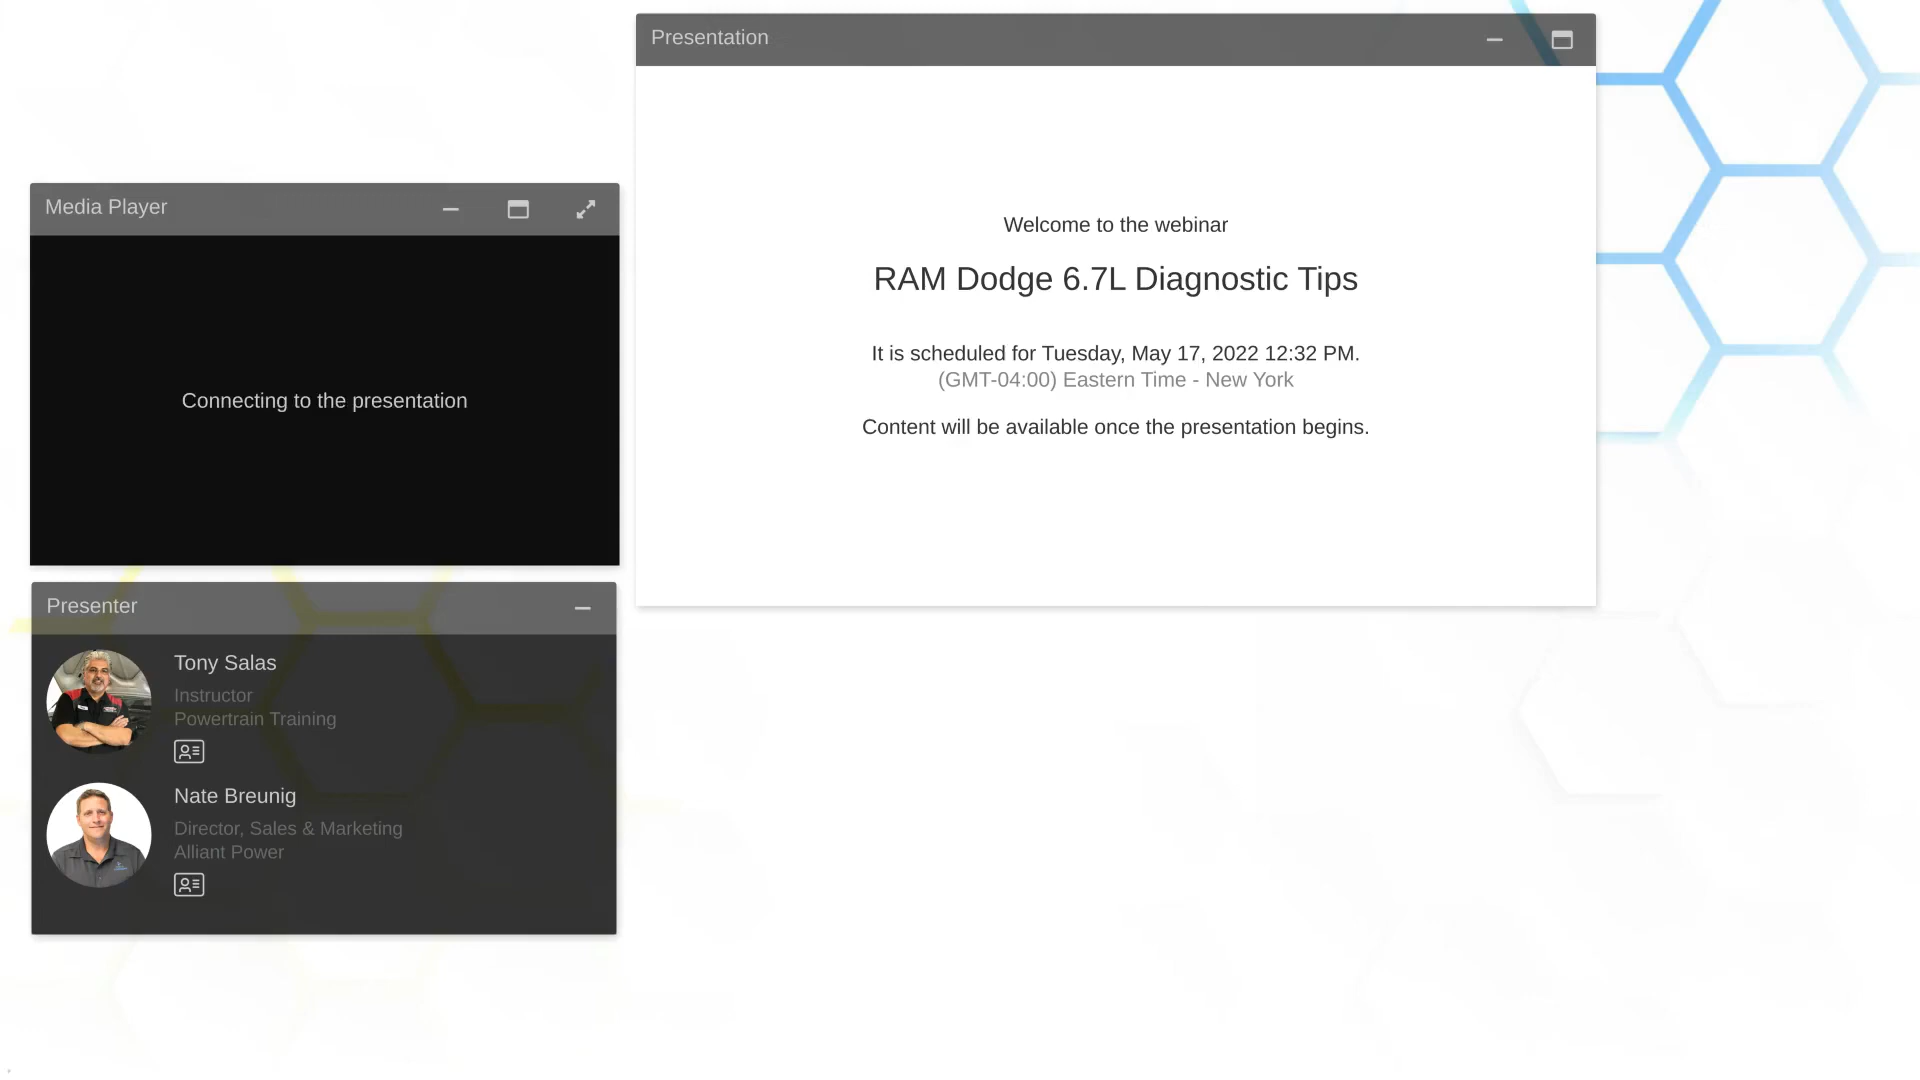 Presentation
Welcome to the webinar
RAM Dodge 6.7L Diagnostic Tips
It is scheduled for Tuesday, May 17, 2022 12:32 PM.
(GMT-04:00) Eastern Time - New York
Content will be available once the presentation begins.
Media Player
Connecting to the presentation
Presenter
Tony Salas
Instructor
Powertrain Training
Nate Breunig
Director, Sales & Marketing
Alliant Power